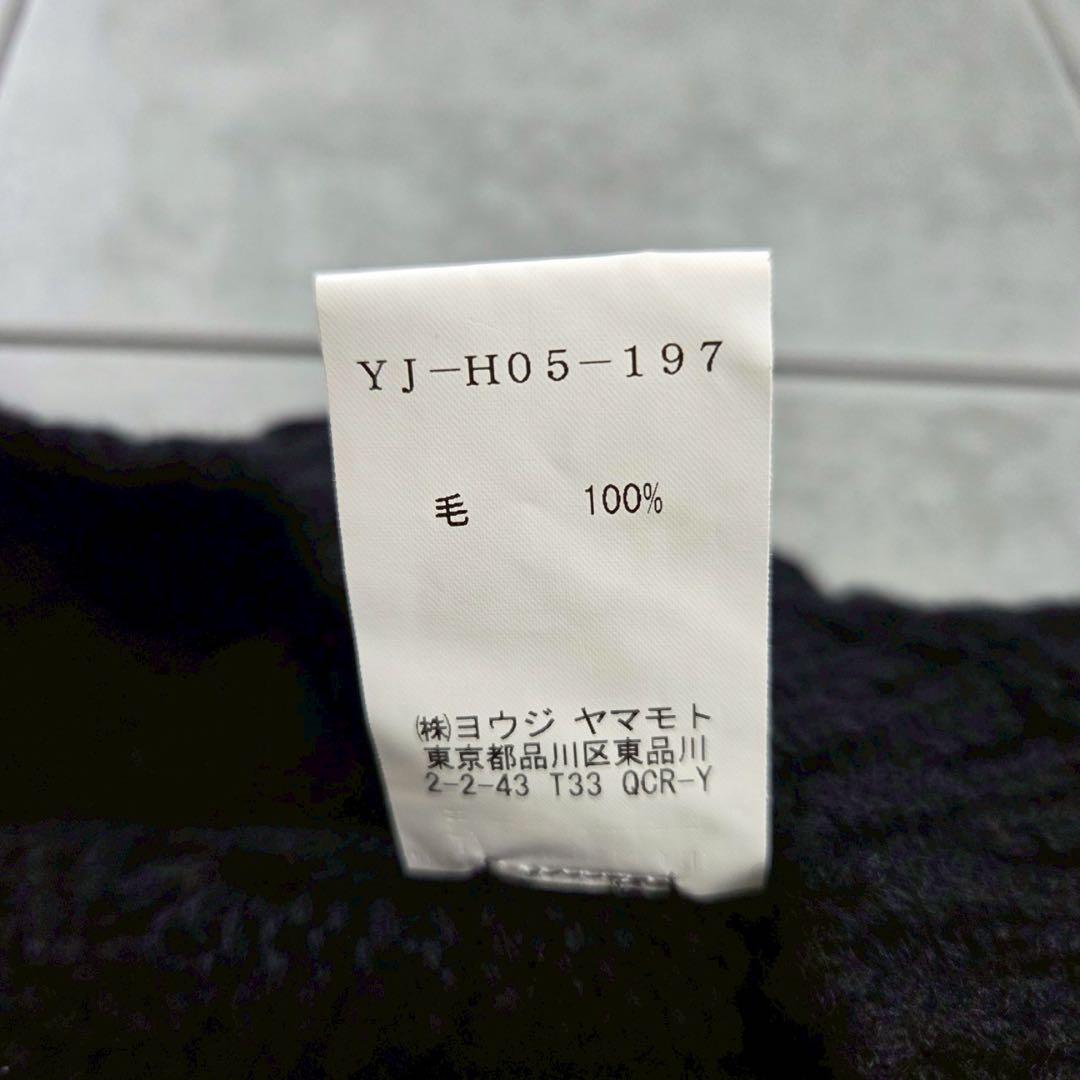 YJ-H05-197
毛 100%
㈱ヨウジ ヤマモト
東京都品川区東品川
2-2-43 T33 QCR-Y